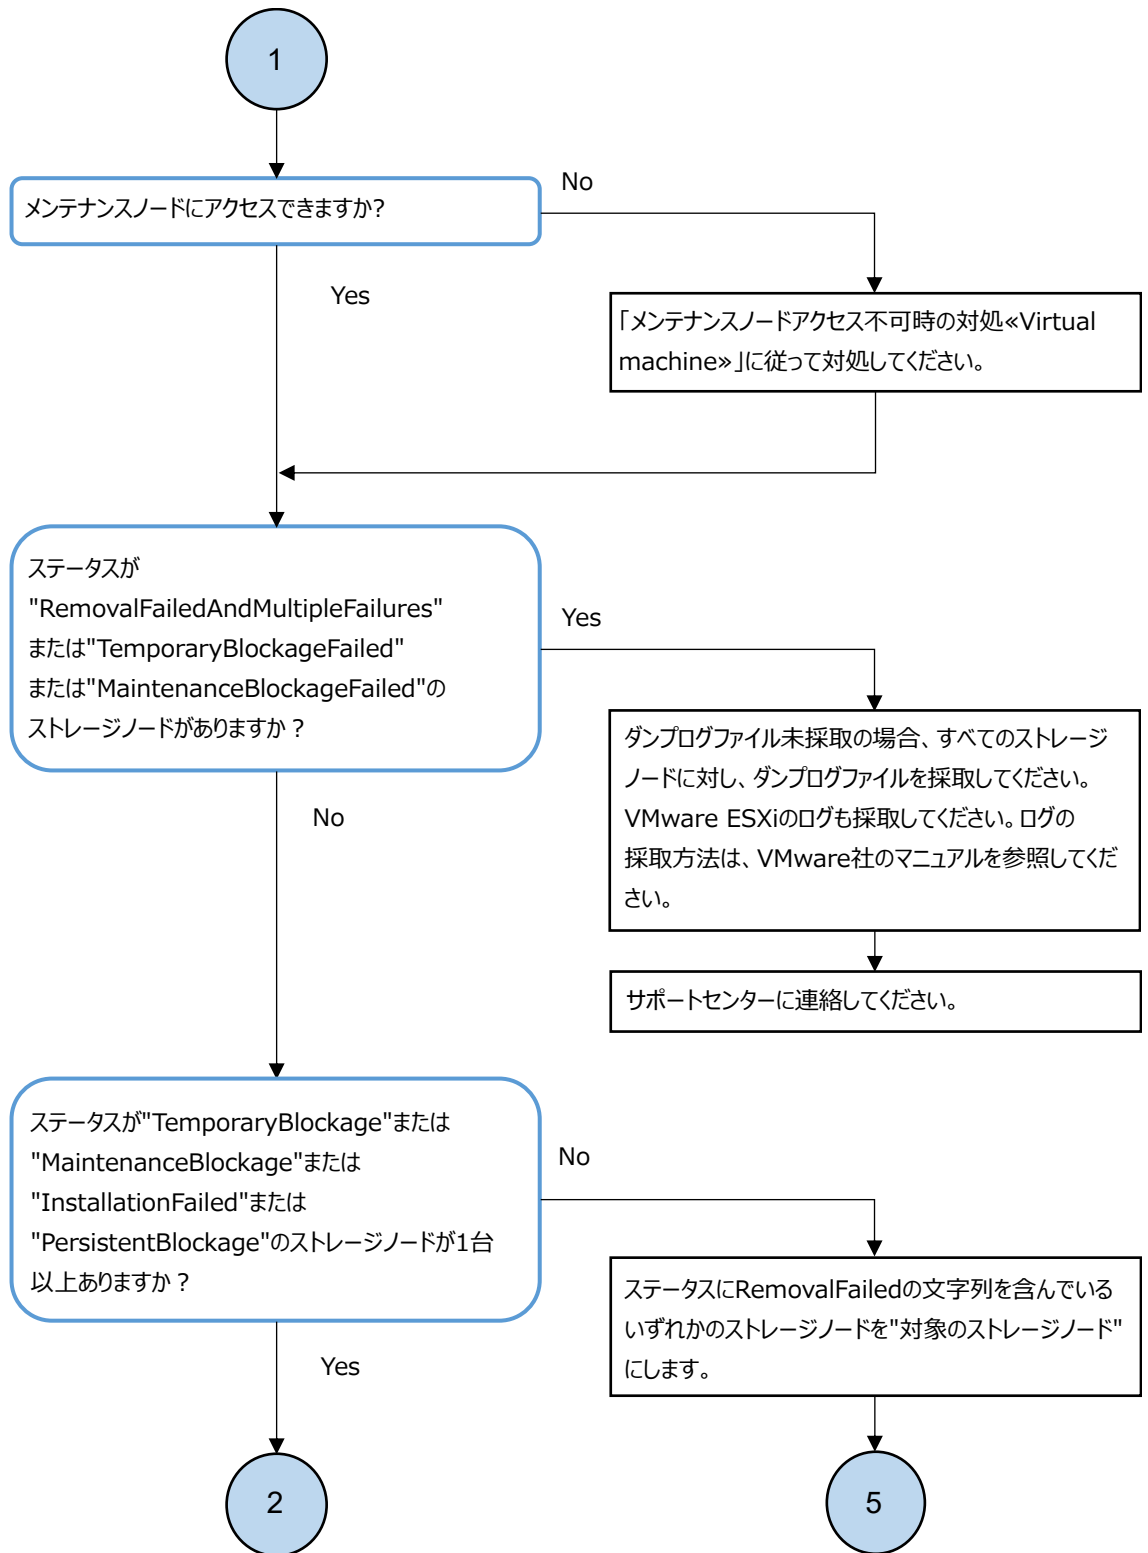 1
メンテナンスノードにアクセスできますか?
No
Yes
「メンテナンスノードアクセス不可時の対処≪Virtual
machine≫」に従って対処してください。
ステータスが
"RemovalFailedAndMultipleFailures"
または"TemporaryBlockageFailed"
または"MaintenanceBlockageFailed"の
ストレージノードがありますか？
Yes
No
ダンプログファイル未採取の場合、すべてのストレージ
ノードに対し、ダンプログファイルを採取してください。
VMware ESXiのログも採取してください。ログの
採取方法は、VMware社のマニュアルを参照してくだ
さい。
サポートセンターに連絡してください。
ステータスが"TemporaryBlockage"または
"MaintenanceBlockage"または
"InstallationFailed"または
"PersistentBlockage"のストレージノードが1台
以上ありますか？
No
Yes
ステータスにRemovalFailedの文字列を含んでいる
いずれかのストレージノードを"対象のストレージノード"
にします。
2
5